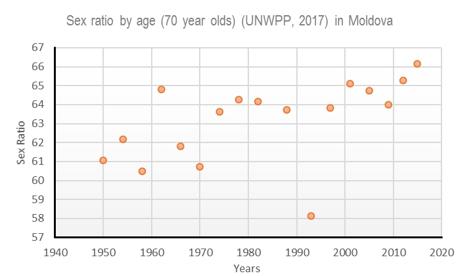 Sex ratio by age (70 year olds) (UNWPP, 2017) in Moldova
67
66
65
64
63
62
61
60
59
58
57
Sex Ratio
1940 1950 1960 1970 1980 1990 2000 2010 2020
Years